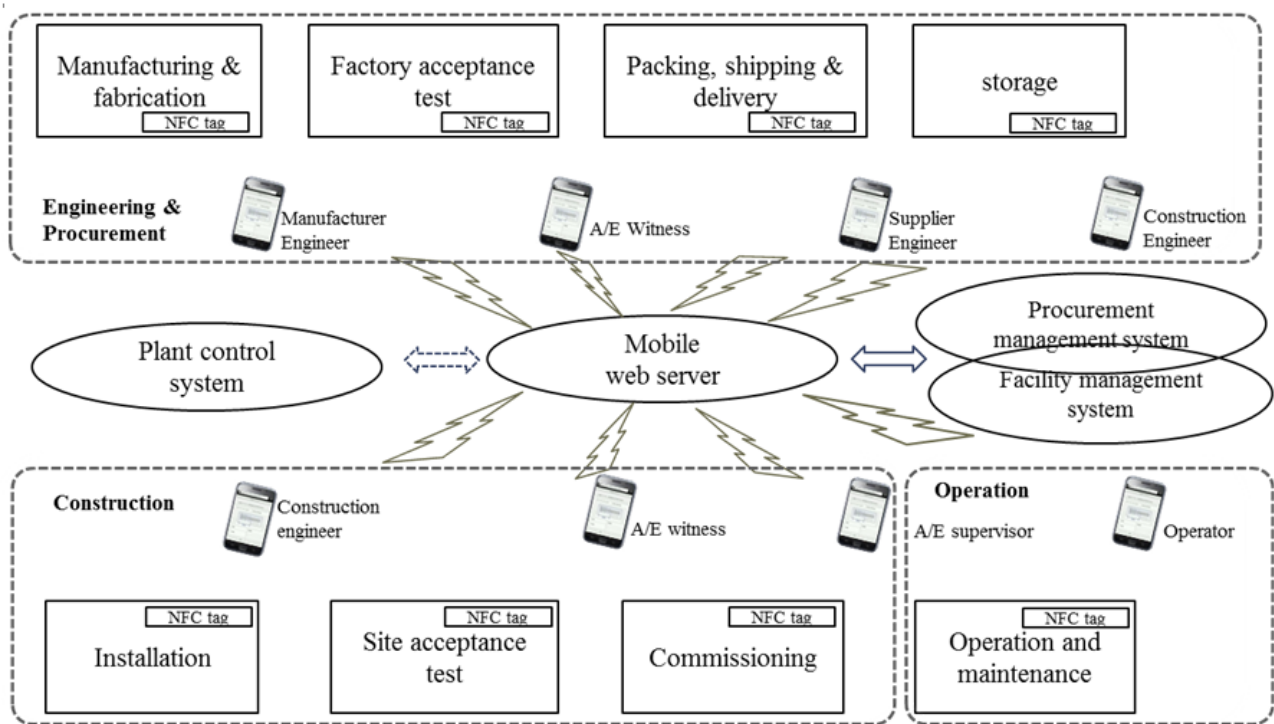 Manufacturing &
fabrication
NFC tag
Factory acceptance
test
NFC tag
Packing, shipping &
delivery
NFC tag
storage
NFC tag
Engineering &
Procurement
Manufacturer
Engineer
A/E Witness
Supplier
Engineer
Construction
Engineer
Plant control
system
Mobile
web server
Procurement
management system
Facility management
system
Construction
Construction
engineer
A/E witness
Operation
A/E supervisor
Operator
NFC tag
Installation
NFC tag
Site acceptance
test
NFC tag
Commissioning
NFC tag
Operation and
maintenance